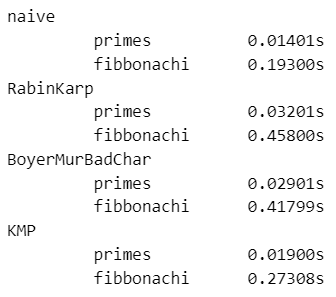 naive
primes 0.01401s
fibbonachi 0.19300s
RabinKarp
primes 0.03201s
fibbonachi 0.45800s
BoyerMurBadChar
primes 0.02901s
fibbonachi 0.41799s
KMP
primes 0.01900s
fibbonachi 0.27308s